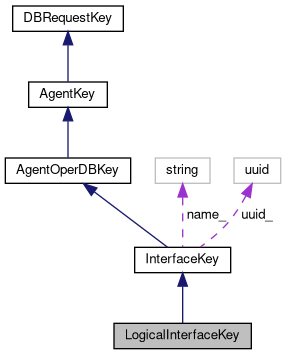 DBRequestKey
AgentKey
AgentOperDBKey
string
uuid
name_
uuid_
InterfaceKey
LogicalInterfaceKey